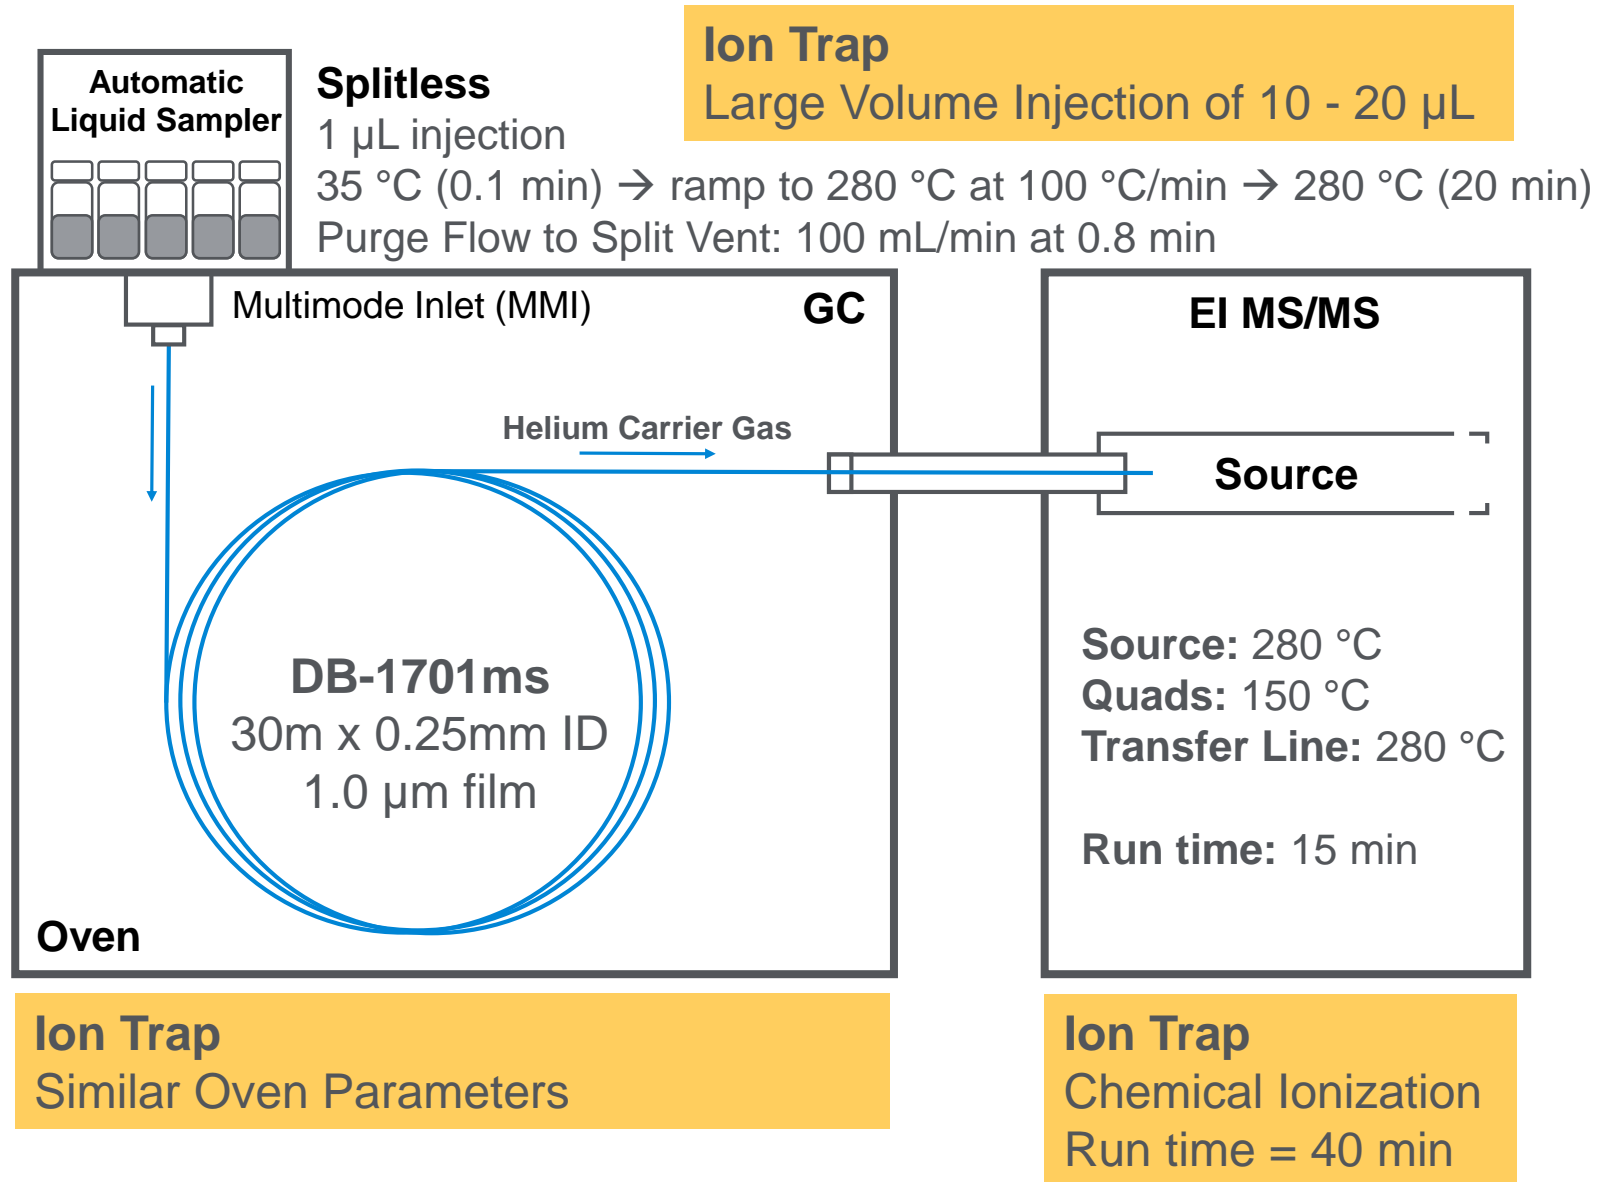 Ion Trap
Large Volume Injection of 10 - 20 µL
Automatic
Liquid Sampler
Splitless
1 µL injection
35 °C (0.1 min) → ramp to 280 °C at 100 °C/min → 280 °C (20 min)
Purge Flow to Split Vent: 100 mL/min at 0.8 min
Multimode Inlet (MMI)
GC
Helium Carrier Gas
DB-1701ms
30m x 0.25mm ID
1.0 µm film
Oven
EI MS/MS
Source
Source: 280 °C
Quads: 150 °C
Transfer Line: 280 °C
Run time: 15 min
Ion Trap
Similar Oven Parameters
Ion Trap
Chemical Ionization
Run time = 40 min